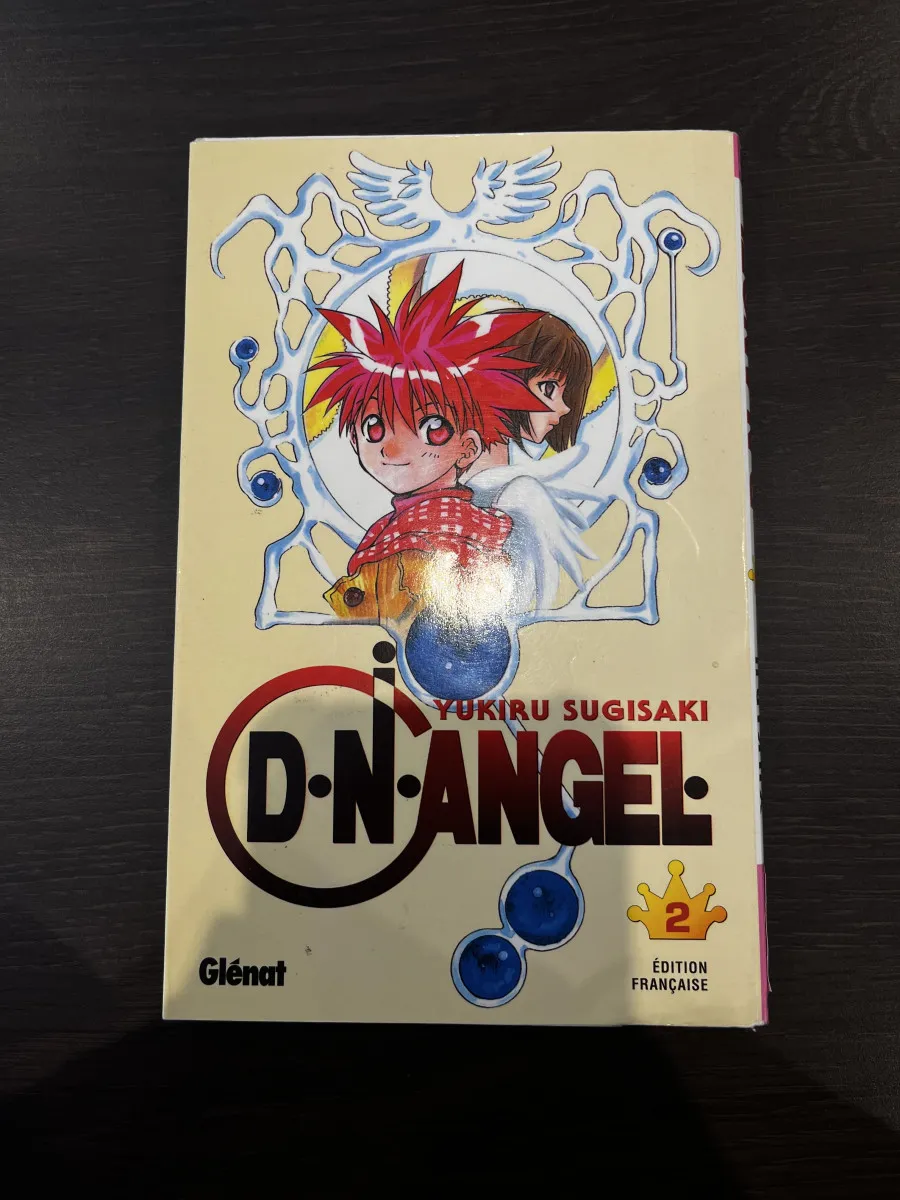 YUKIRU SUGISAKI
D·N·ANGEL·
2
Glénat
ÉDITION
FRANÇAISE